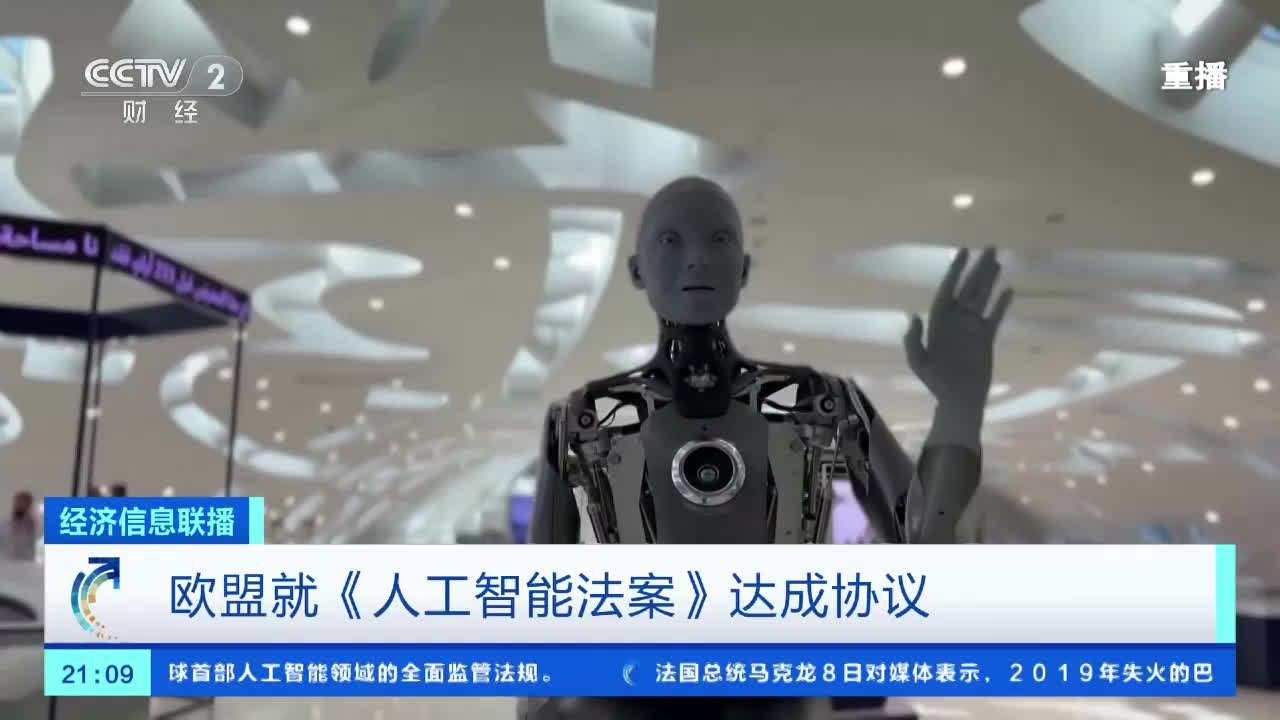 CCTV 2
财经
重播
经济信息联播
欧盟就《人工智能法案》达成协议
21:09
球首部人工智能领域的全面监管法规。 法国总统马克龙8日对媒体表示，2019年失火的巴